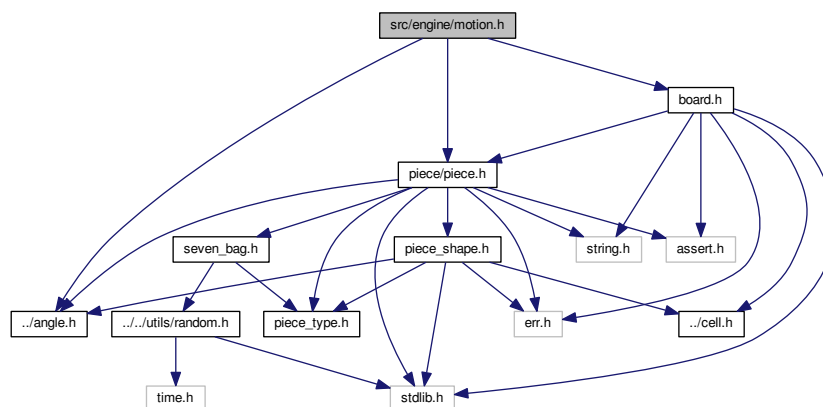 src/engine/motion.h
board.h
piece/piece.h
seven_bag.h
piece_shape.h
string.h
assert.h
../angle.h
../../utils/random.h
piece_type.h
err.h
../cell.h
time.h
stdlib.h